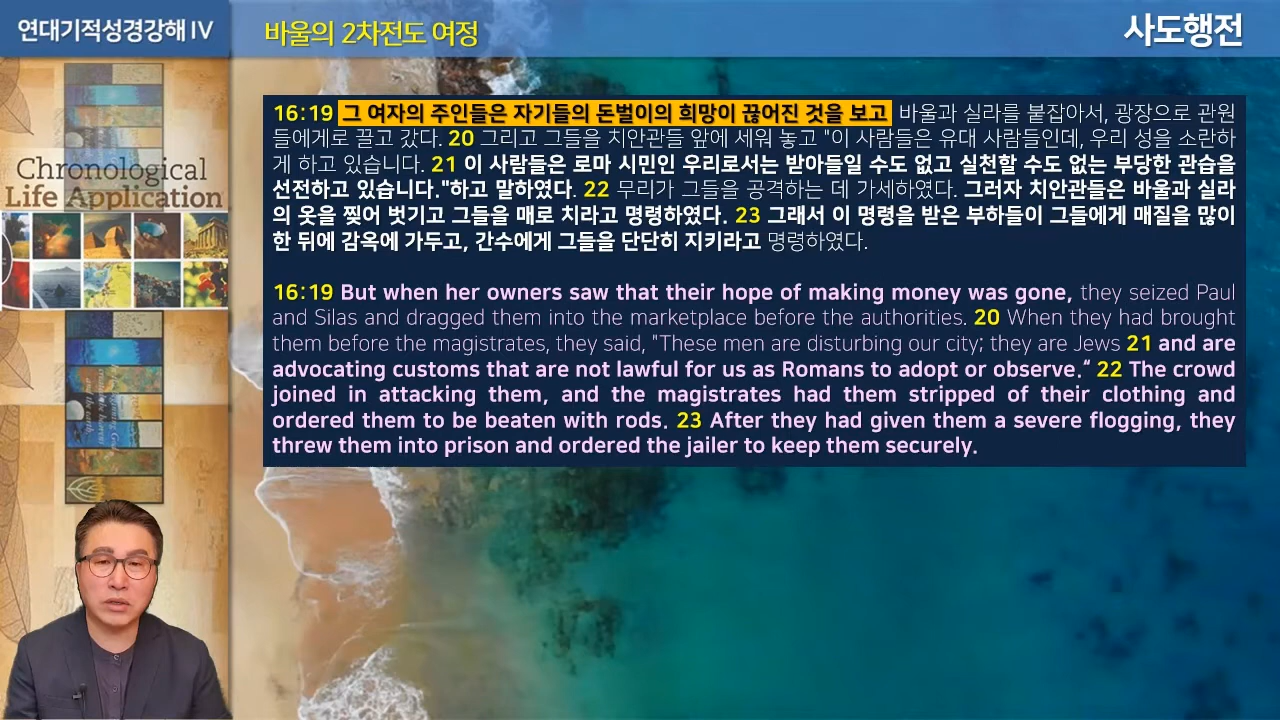 연대기적성경강해 IV
바울의 2차전도 여정
사도행전
Chronological
Life Application
16:19 그 여자의 주인들은 자기들의 돈벌이의 희망이 끊어진 것을 보고 바울과 실라를 붙잡아서, 광장으로 관원
들에게로 끌고 갔다. 20 그리고 그들을 치안관들 앞에 세워 놓고 "이 사람들은 유대 사람들인데, 우리 성을 소란하
게 하고 있습니다. 21 이 사람들은 로마 시민인 우리로서는 받아들일 수도 없고 실천할 수도 없는 부당한 관습을
선전하고 있습니다."하고 말하였다. 22 무리가 그들을 공격하는 데 가세하였다. 그러자 치안관들은 바울과 실라
의 옷을 찢어 벗기고 그들을 매로 치라고 명령하였다. 23 그래서 이 명령을 받은 부하들이 그들에게 매질을 많이
한 뒤에 감옥에 가두고, 간수에게 그들을 단단히 지키라고 명령하였다.
16:19 But when her owners saw that their hope of making money was gone, they seized Paul
and Silas and dragged them into the marketplace before the authorities. 20 When they had brought
them before the magistrates, they said, "These men are disturbing our city; they are Jews 21 and are
advocating customs that are not lawful for us as Romans to adopt or observe.“ 22 The crowd
joined in attacking them, and the magistrates had them stripped of their clothing and
ordered them to be beaten with rods. 23 After they had given them a severe flogging, they
threw them into prison and ordered the jailer to keep them securely.